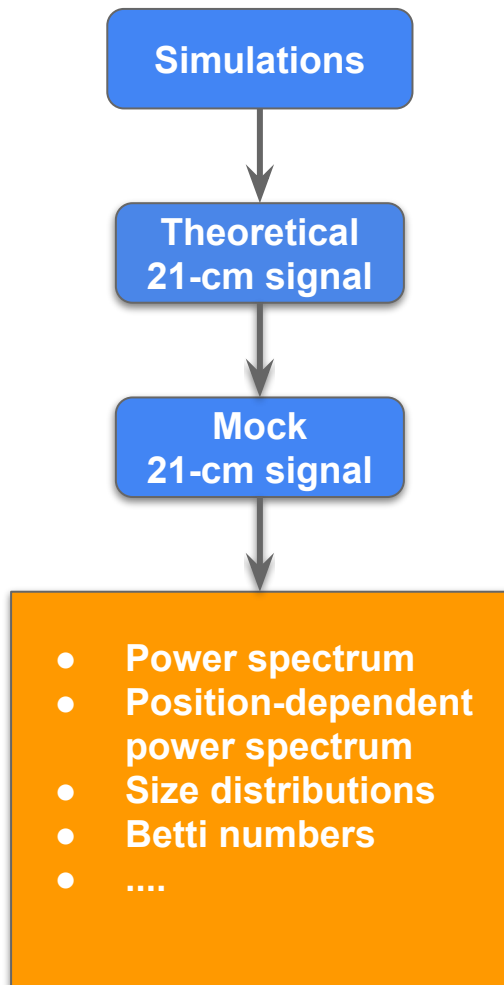 Simulations
Theoretical
21-cm signal
Mock
21-cm signal
● Power spectrum
● Position-dependent
power spectrum
● Size distributions
● Betti numbers
● ....